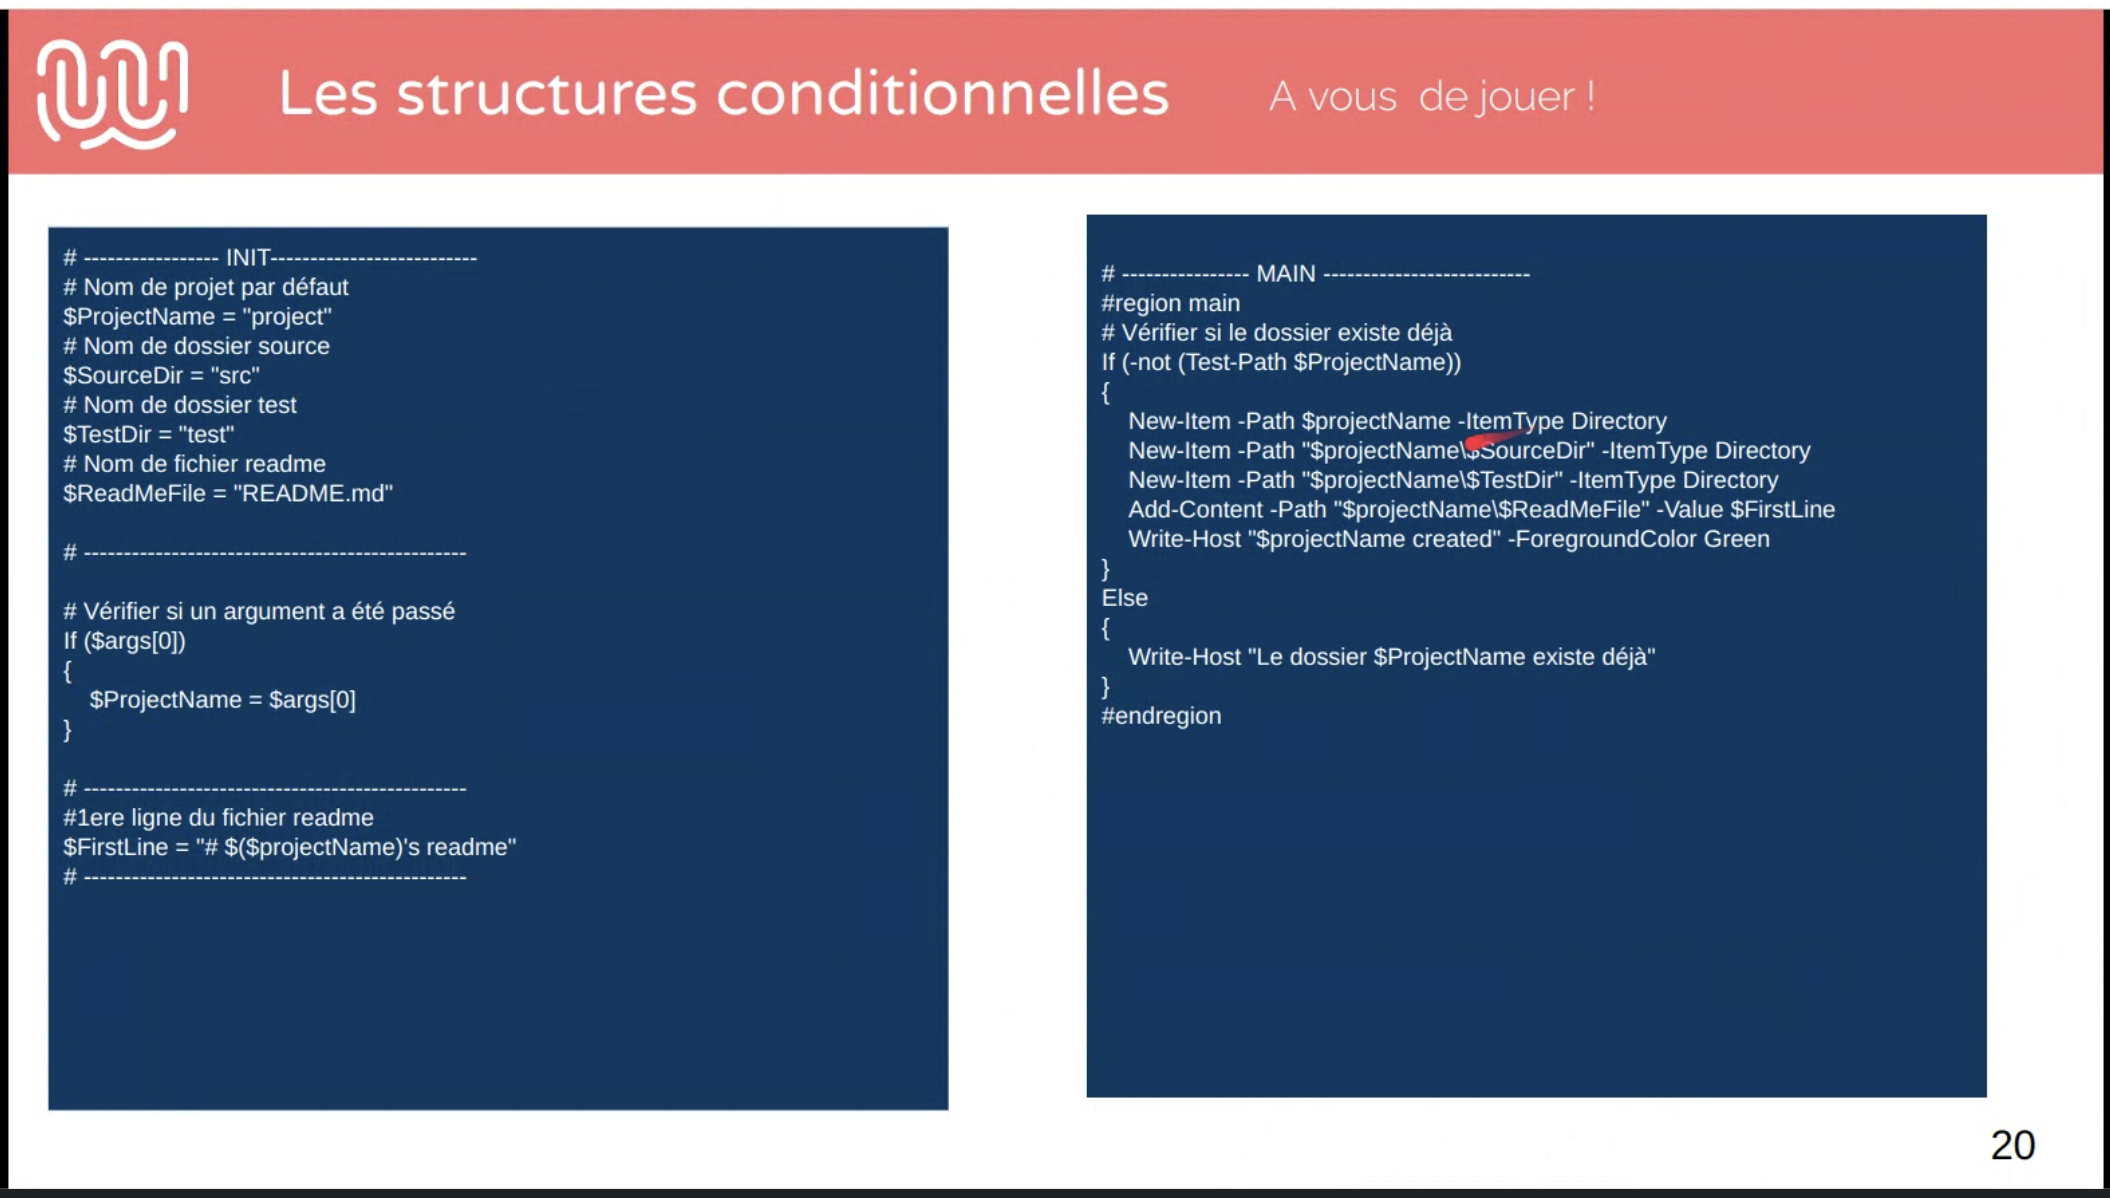 Les structures conditionnelles
A vous de jouer !
# ----------------- INIT--------------------------
# Nom de projet par défaut
$ProjectName = "project"
# Nom de dossier source
$SourceDir = "src"
# Nom de dossier test
$TestDir = "test"
# Nom de fichier readme
$ReadMeFile = "README.md"
# ------------------------------------------------
# Vérifier si un argument a été passé
If ($args[0])
{
$ProjectName = $args[0]
}
# ------------------------------------------------
#1ere ligne du fichier readme
$FirstLine = "# $($projectName)'s readme"
# ------------------------------------------------
# ---------------- MAIN --------------------------
#region main
# Vérifier si le dossier existe déjà
If (-not (Test-Path $ProjectName))
{
New-Item -Path $projectName -ItemType Directory
New-Item -Path "$projectName\$SourceDir" -ItemType Directory
New-Item -Path "$projectName\$TestDir" -ItemType Directory
Add-Content -Path "$projectName\$ReadMeFile" -Value $FirstLine
Write-Host "$projectName created" -ForegroundColor Green
}
Else
{
Write-Host "Le dossier $ProjectName existe déjà"
}
#endregion
20